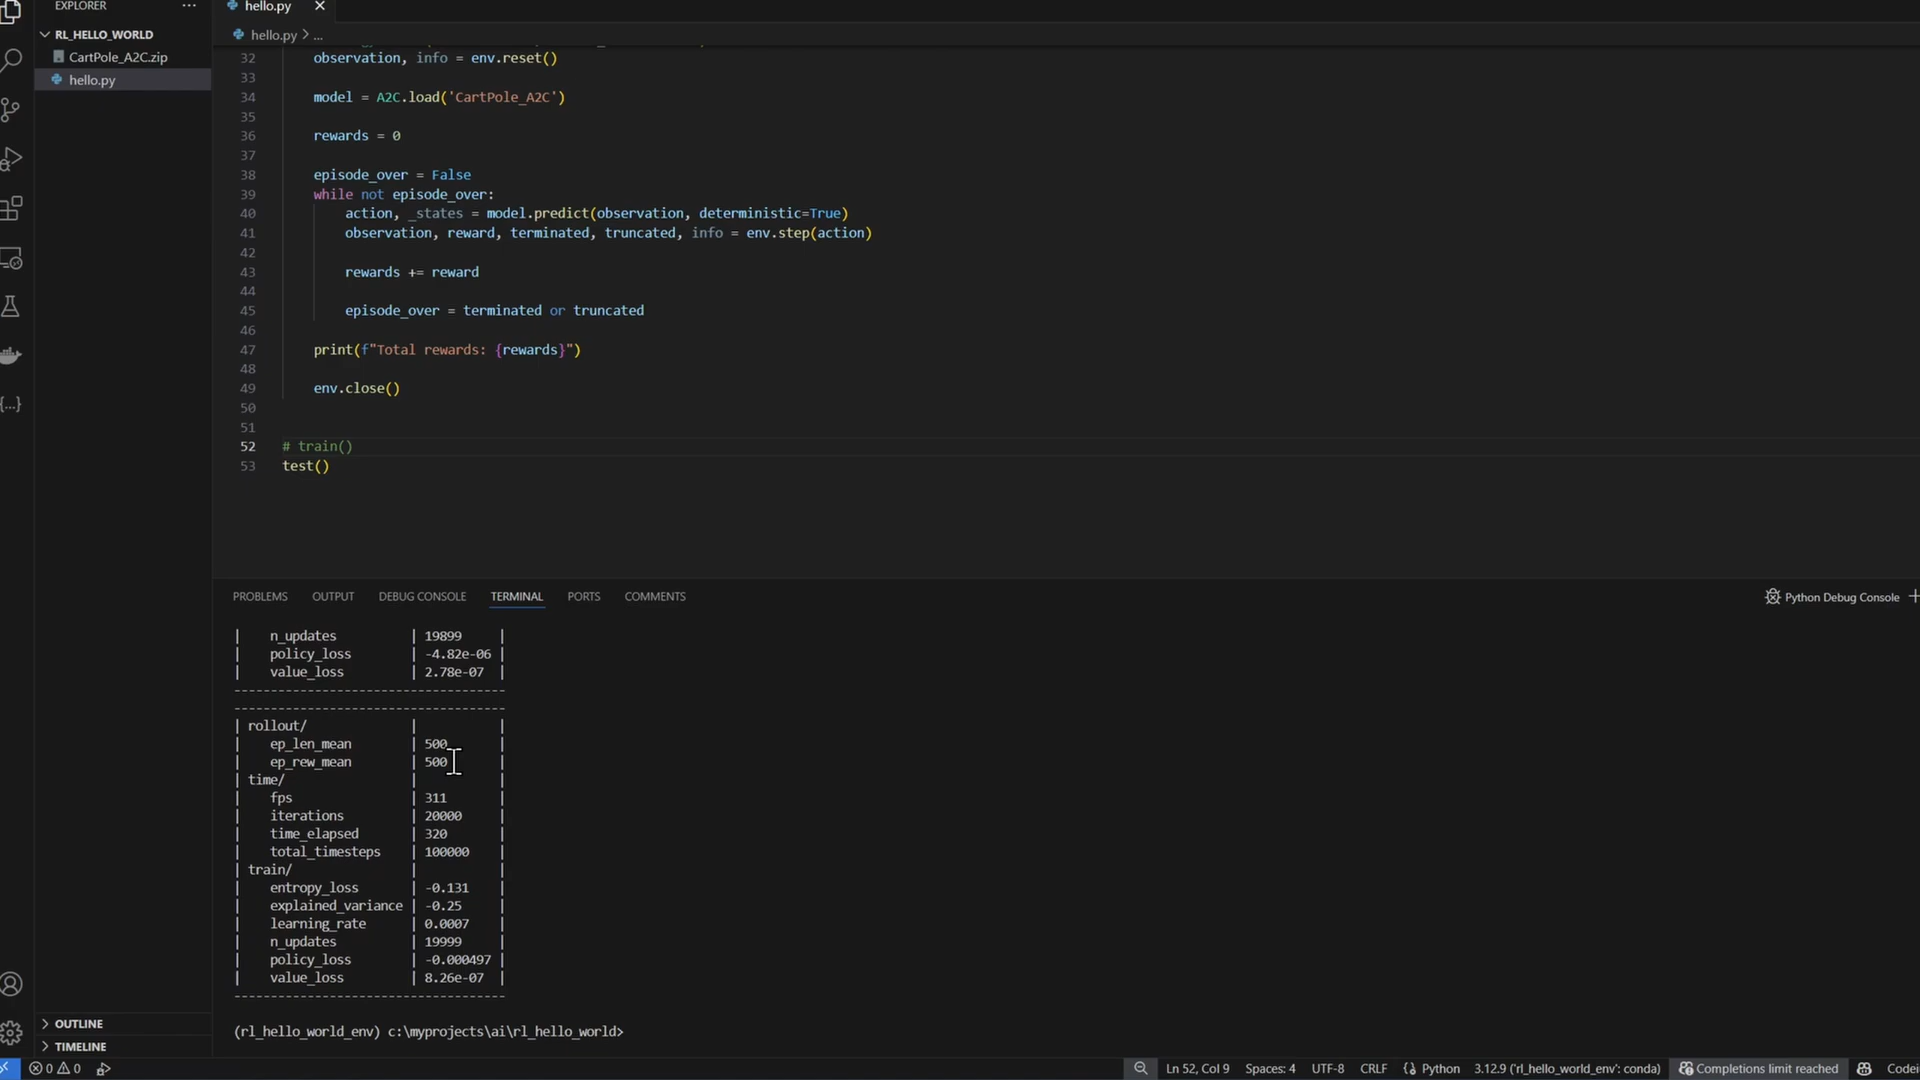 EXPLORER
RL_HELLO_WORLD
CartPole_A2C.zip
hello.py
hello.py
hello.py > ...
32 observation, info = env.reset()
33
34 model = A2C.load('CartPole_A2C')
35
36 rewards = 0
37
38 episode_over = False
39 while not episode_over:
40 action, _states = model.predict(observation, deterministic=True)
41 observation, reward, terminated, truncated, info = env.step(action)
42
43 rewards += reward
44
45 episode_over = terminated or truncated
46
47 print(f"Total rewards: {rewards}")
48
49 env.close()
50
51
52 # train()
53 test()
PROBLEMS OUTPUT DEBUG CONSOLE TERMINAL PORTS COMMENTS
Python Debug Console
| n_updates | 19899 |
| policy_loss | -4.82e-06 |
| value_loss | 2.78e-07 |
-------------------------------------
-------------------------------------
| rollout/ | |
| ep_len_mean | 500 |
| ep_rew_mean | 500 |
| time/ | |
| fps | 311 |
| iterations | 20000 |
| time_elapsed | 320 |
| total_timesteps | 100000 |
| train/ | |
| entropy_loss | -0.131 |
| explained_variance | -0.25 |
| learning_rate | 0.0007 |
| n_updates | 19999 |
| policy_loss | -0.000497 |
| value_loss | 8.26e-07 |
-------------------------------------
(rl_hello_world_env) c:\myprojects\ai\rl_hello_world>
OUTLINE
TIMELINE
0 0 Ln 52, Col 9 Spaces: 4 UTF-8 CRLF Python 3.12.9 ('rl_hello_world_env': conda) Completions limit reached